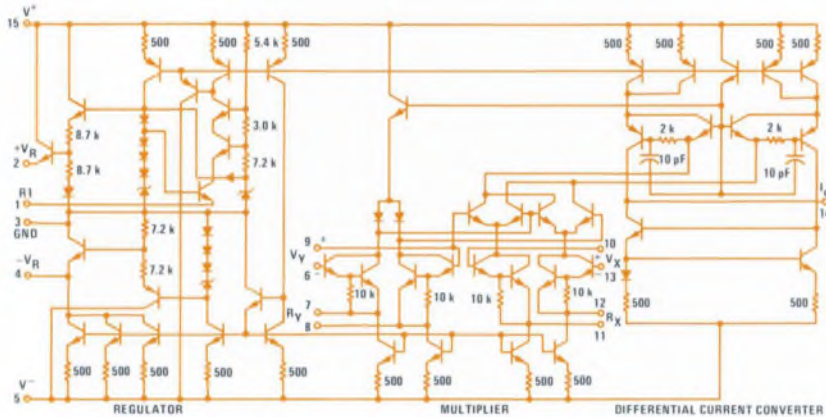 15 V+
500
500
5.4 k
500
500
500
500
500
8.7 k
3.0 k
2 k
2 k
+VR
2
8.7 k
7.2 k
10 pF
10 pF
R1
1
3
GND
7.2 k
9 +
10
VY
6 -
+ VX
- 13
4
-VR
7.2 k
10 k
10 k
10 k
10 k
7
RY
8
12
RX
11
500
500
500
500
500
500
500
500
500
500
500
5
V-
REGULATOR
MULTIPLIER
DIFFERENTIAL CURRENT CONVERTER